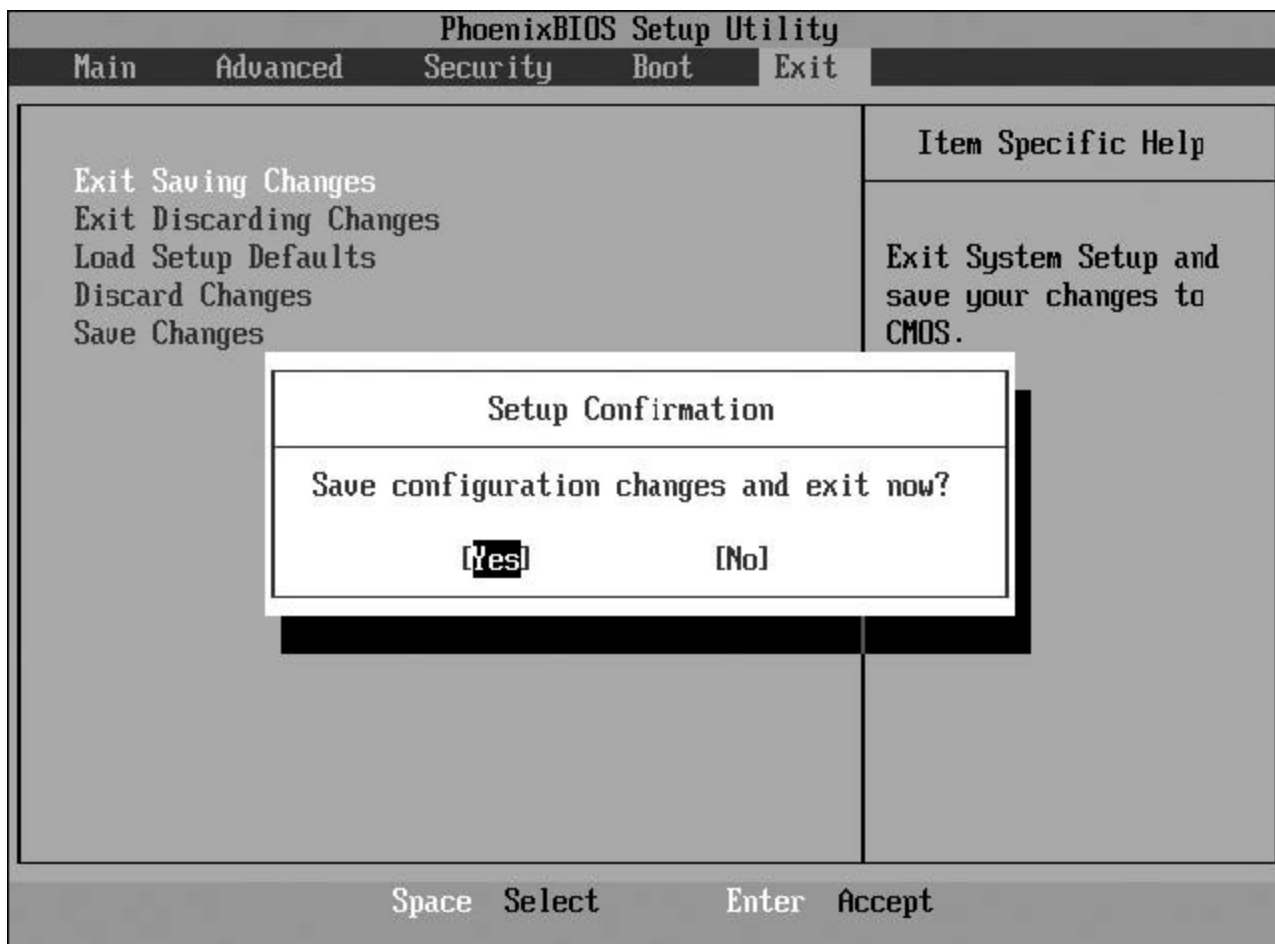 PhoenixBIOS Setup Utility
Main Advanced Security Boot Exit
Exit Saving Changes
Exit Discarding Changes
Load Setup Defaults
Discard Changes
Save Changes
Item Specific Help
Exit System Setup and
save your changes to
CMOS.
Setup Confirmation
Save configuration changes and exit now?
[Yes] [No]
Space Select Enter Accept